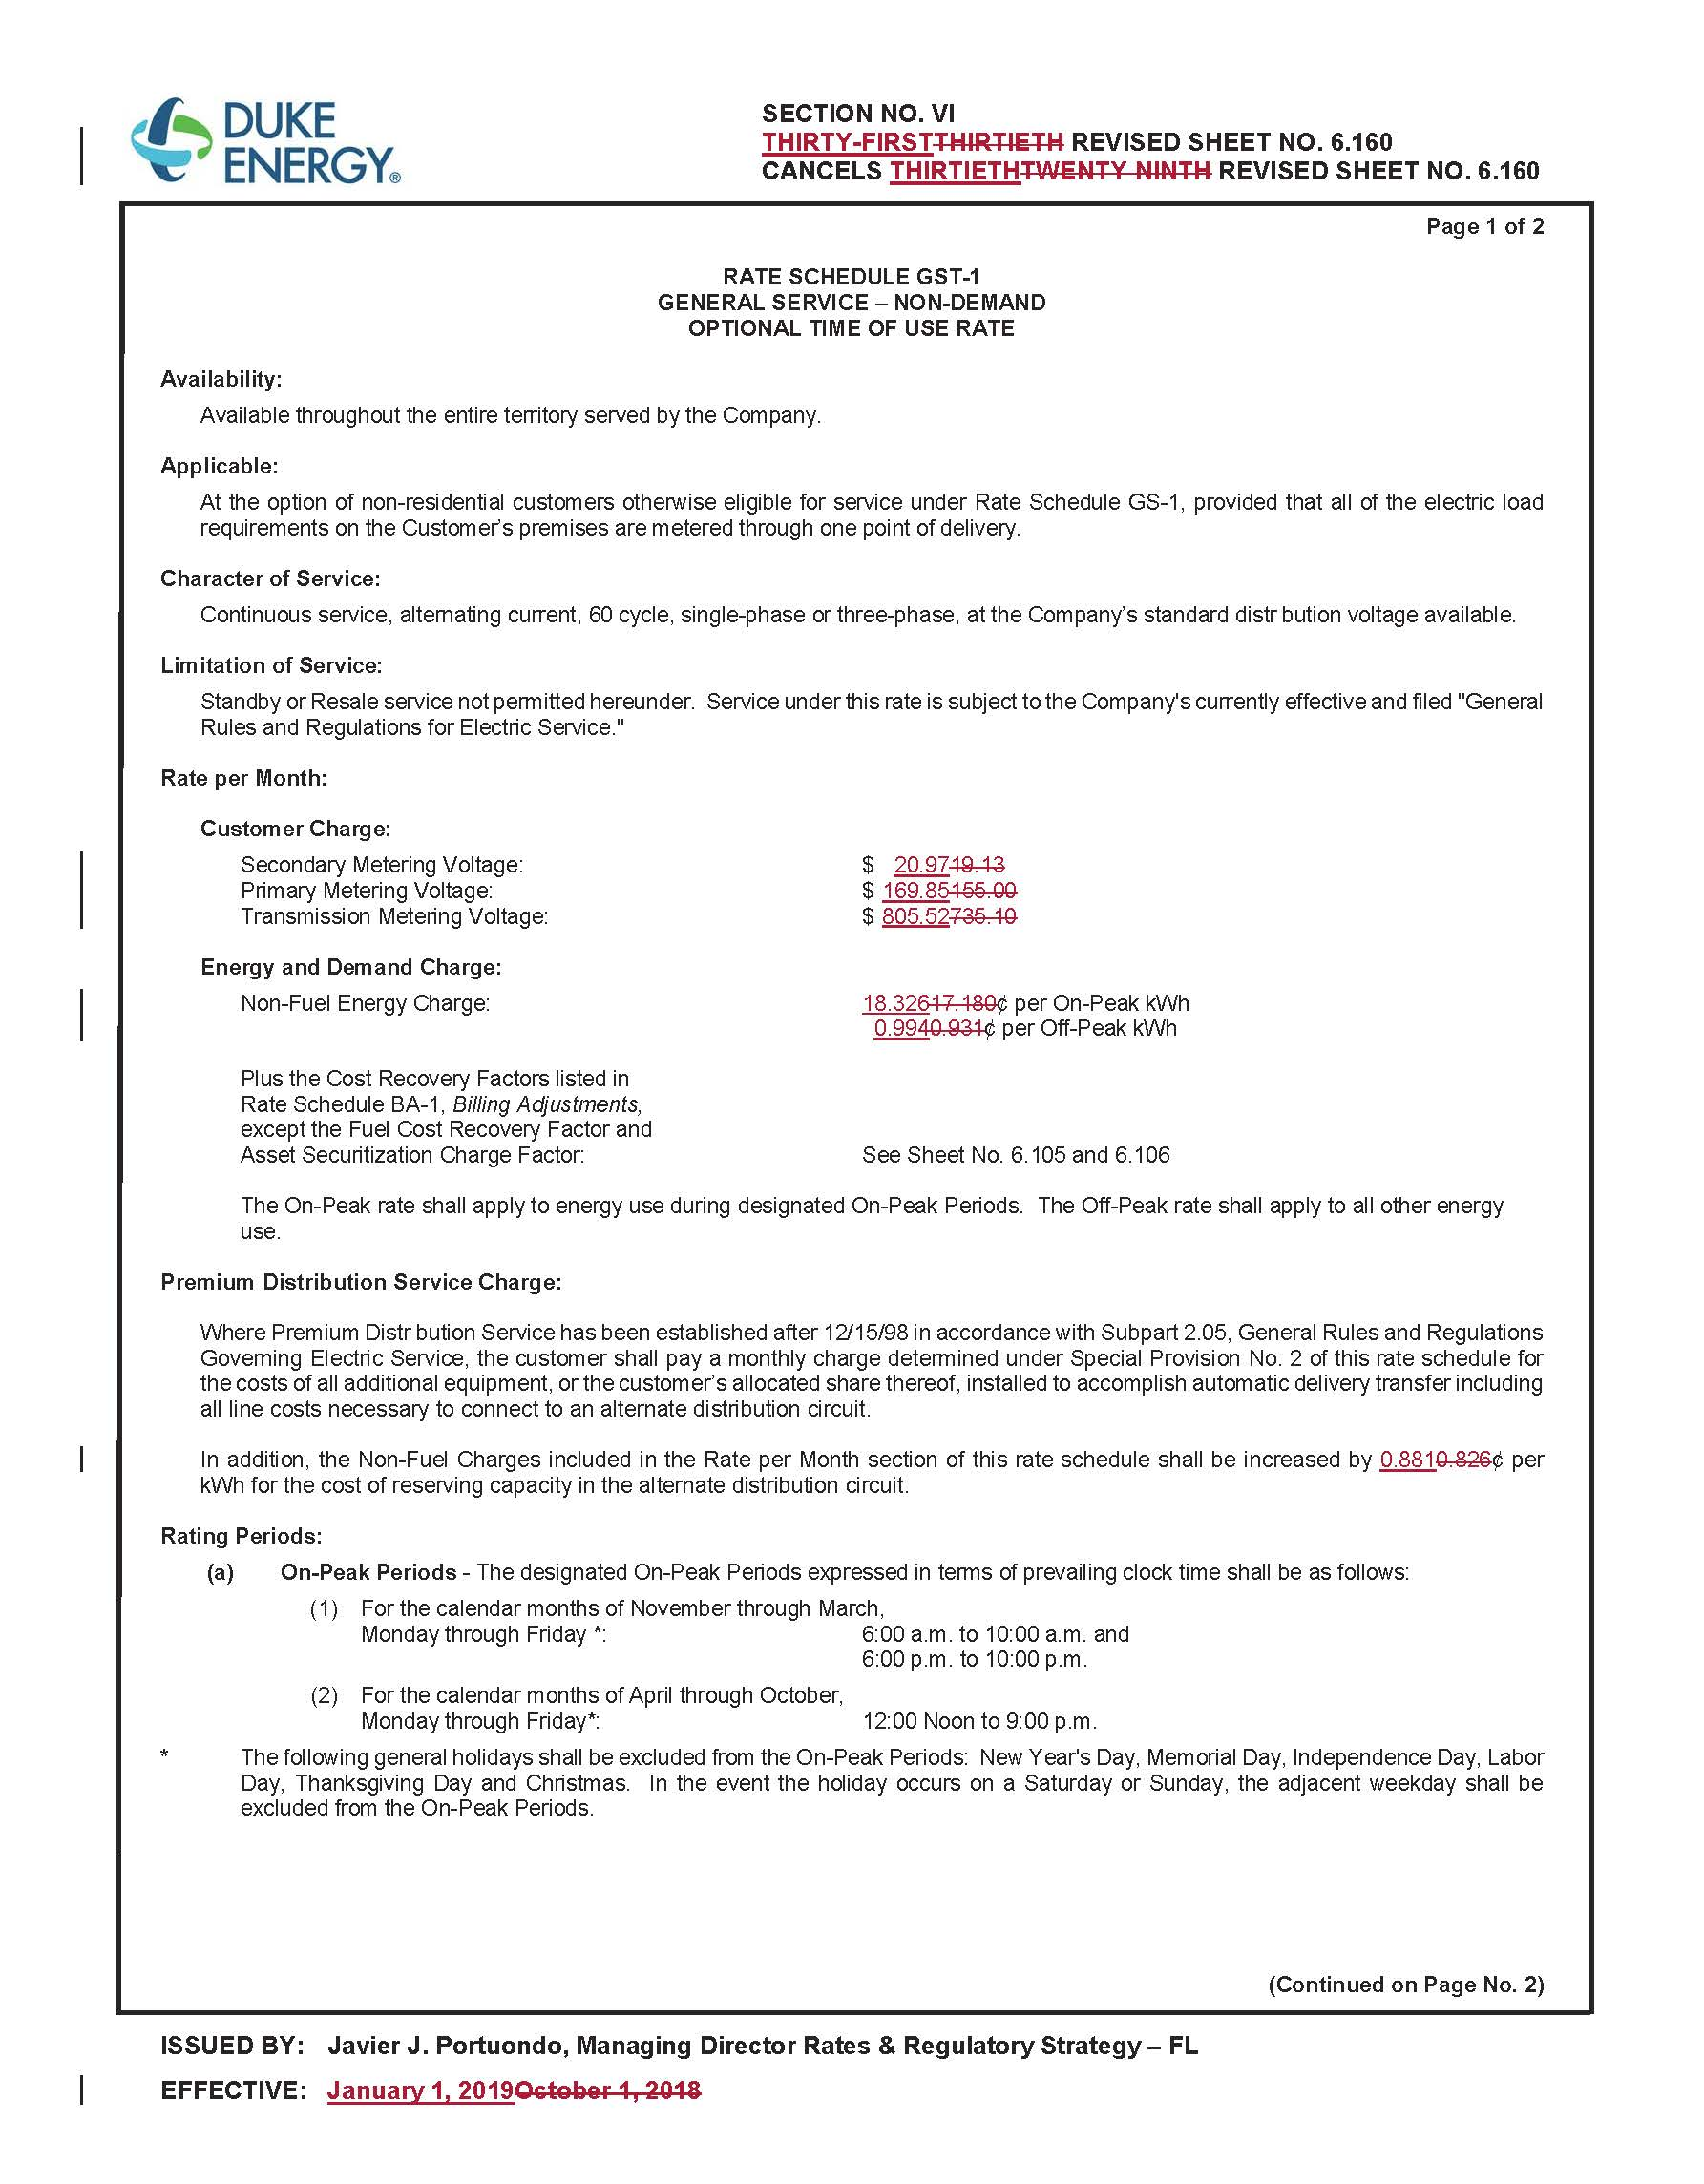 DUKE
ENERGY®
SECTION NO. VI
THIRTY-FIRSTTHIRTIETH REVISED SHEET NO. 6.160
CANCELS THIRTIETHTWENTY NINTH REVISED SHEET NO. 6.160
Page 1 of 2
RATE SCHEDULE GST-1
GENERAL SERVICE – NON-DEMAND
OPTIONAL TIME OF USE RATE
Availability:
Available throughout the entire territory served by the Company.
Applicable:
At the option of non-residential customers otherwise eligible for service under Rate Schedule GS-1, provided that all of the electric load
requirements on the Customer’s premises are metered through one point of delivery.
Character of Service:
Continuous service, alternating current, 60 cycle, single-phase or three-phase, at the Company’s standard distr bution voltage available.
Limitation of Service:
Standby or Resale service not permitted hereunder. Service under this rate is subject to the Company's currently effective and filed "General
Rules and Regulations for Electric Service."
Rate per Month:
Customer Charge:
Secondary Metering Voltage: $ 20.9719.13
Primary Metering Voltage: $ 169.85155.00
Transmission Metering Voltage: $ 805.52735.10
Energy and Demand Charge:
Non-Fuel Energy Charge: 18.32617.180¢ per On-Peak kWh
0.9940.931¢ per Off-Peak kWh
Plus the Cost Recovery Factors listed in
Rate Schedule BA-1, Billing Adjustments,
except the Fuel Cost Recovery Factor and
Asset Securitization Charge Factor: See Sheet No. 6.105 and 6.106
The On-Peak rate shall apply to energy use during designated On-Peak Periods. The Off-Peak rate shall apply to all other energy
use.
Premium Distribution Service Charge:
Where Premium Distr bution Service has been established after 12/15/98 in accordance with Subpart 2.05, General Rules and Regulations
Governing Electric Service, the customer shall pay a monthly charge determined under Special Provision No. 2 of this rate schedule for
the costs of all additional equipment, or the customer’s allocated share thereof, installed to accomplish automatic delivery transfer including
all line costs necessary to connect to an alternate distribution circuit.
In addition, the Non-Fuel Charges included in the Rate per Month section of this rate schedule shall be increased by 0.8810.826¢ per
kWh for the cost of reserving capacity in the alternate distribution circuit.
Rating Periods:
(a) On-Peak Periods - The designated On-Peak Periods expressed in terms of prevailing clock time shall be as follows:
(1) For the calendar months of November through March,
Monday through Friday *: 6:00 a.m. to 10:00 a.m. and
6:00 p.m. to 10:00 p.m.
(2) For the calendar months of April through October,
Monday through Friday*: 12:00 Noon to 9:00 p.m.
* The following general holidays shall be excluded from the On-Peak Periods: New Year's Day, Memorial Day, Independence Day, Labor
Day, Thanksgiving Day and Christmas. In the event the holiday occurs on a Saturday or Sunday, the adjacent weekday shall be
excluded from the On-Peak Periods.
(Continued on Page No. 2)
ISSUED BY: Javier J. Portuondo, Managing Director Rates & Regulatory Strategy – FL
EFFECTIVE: January 1, 2019October 1, 2018